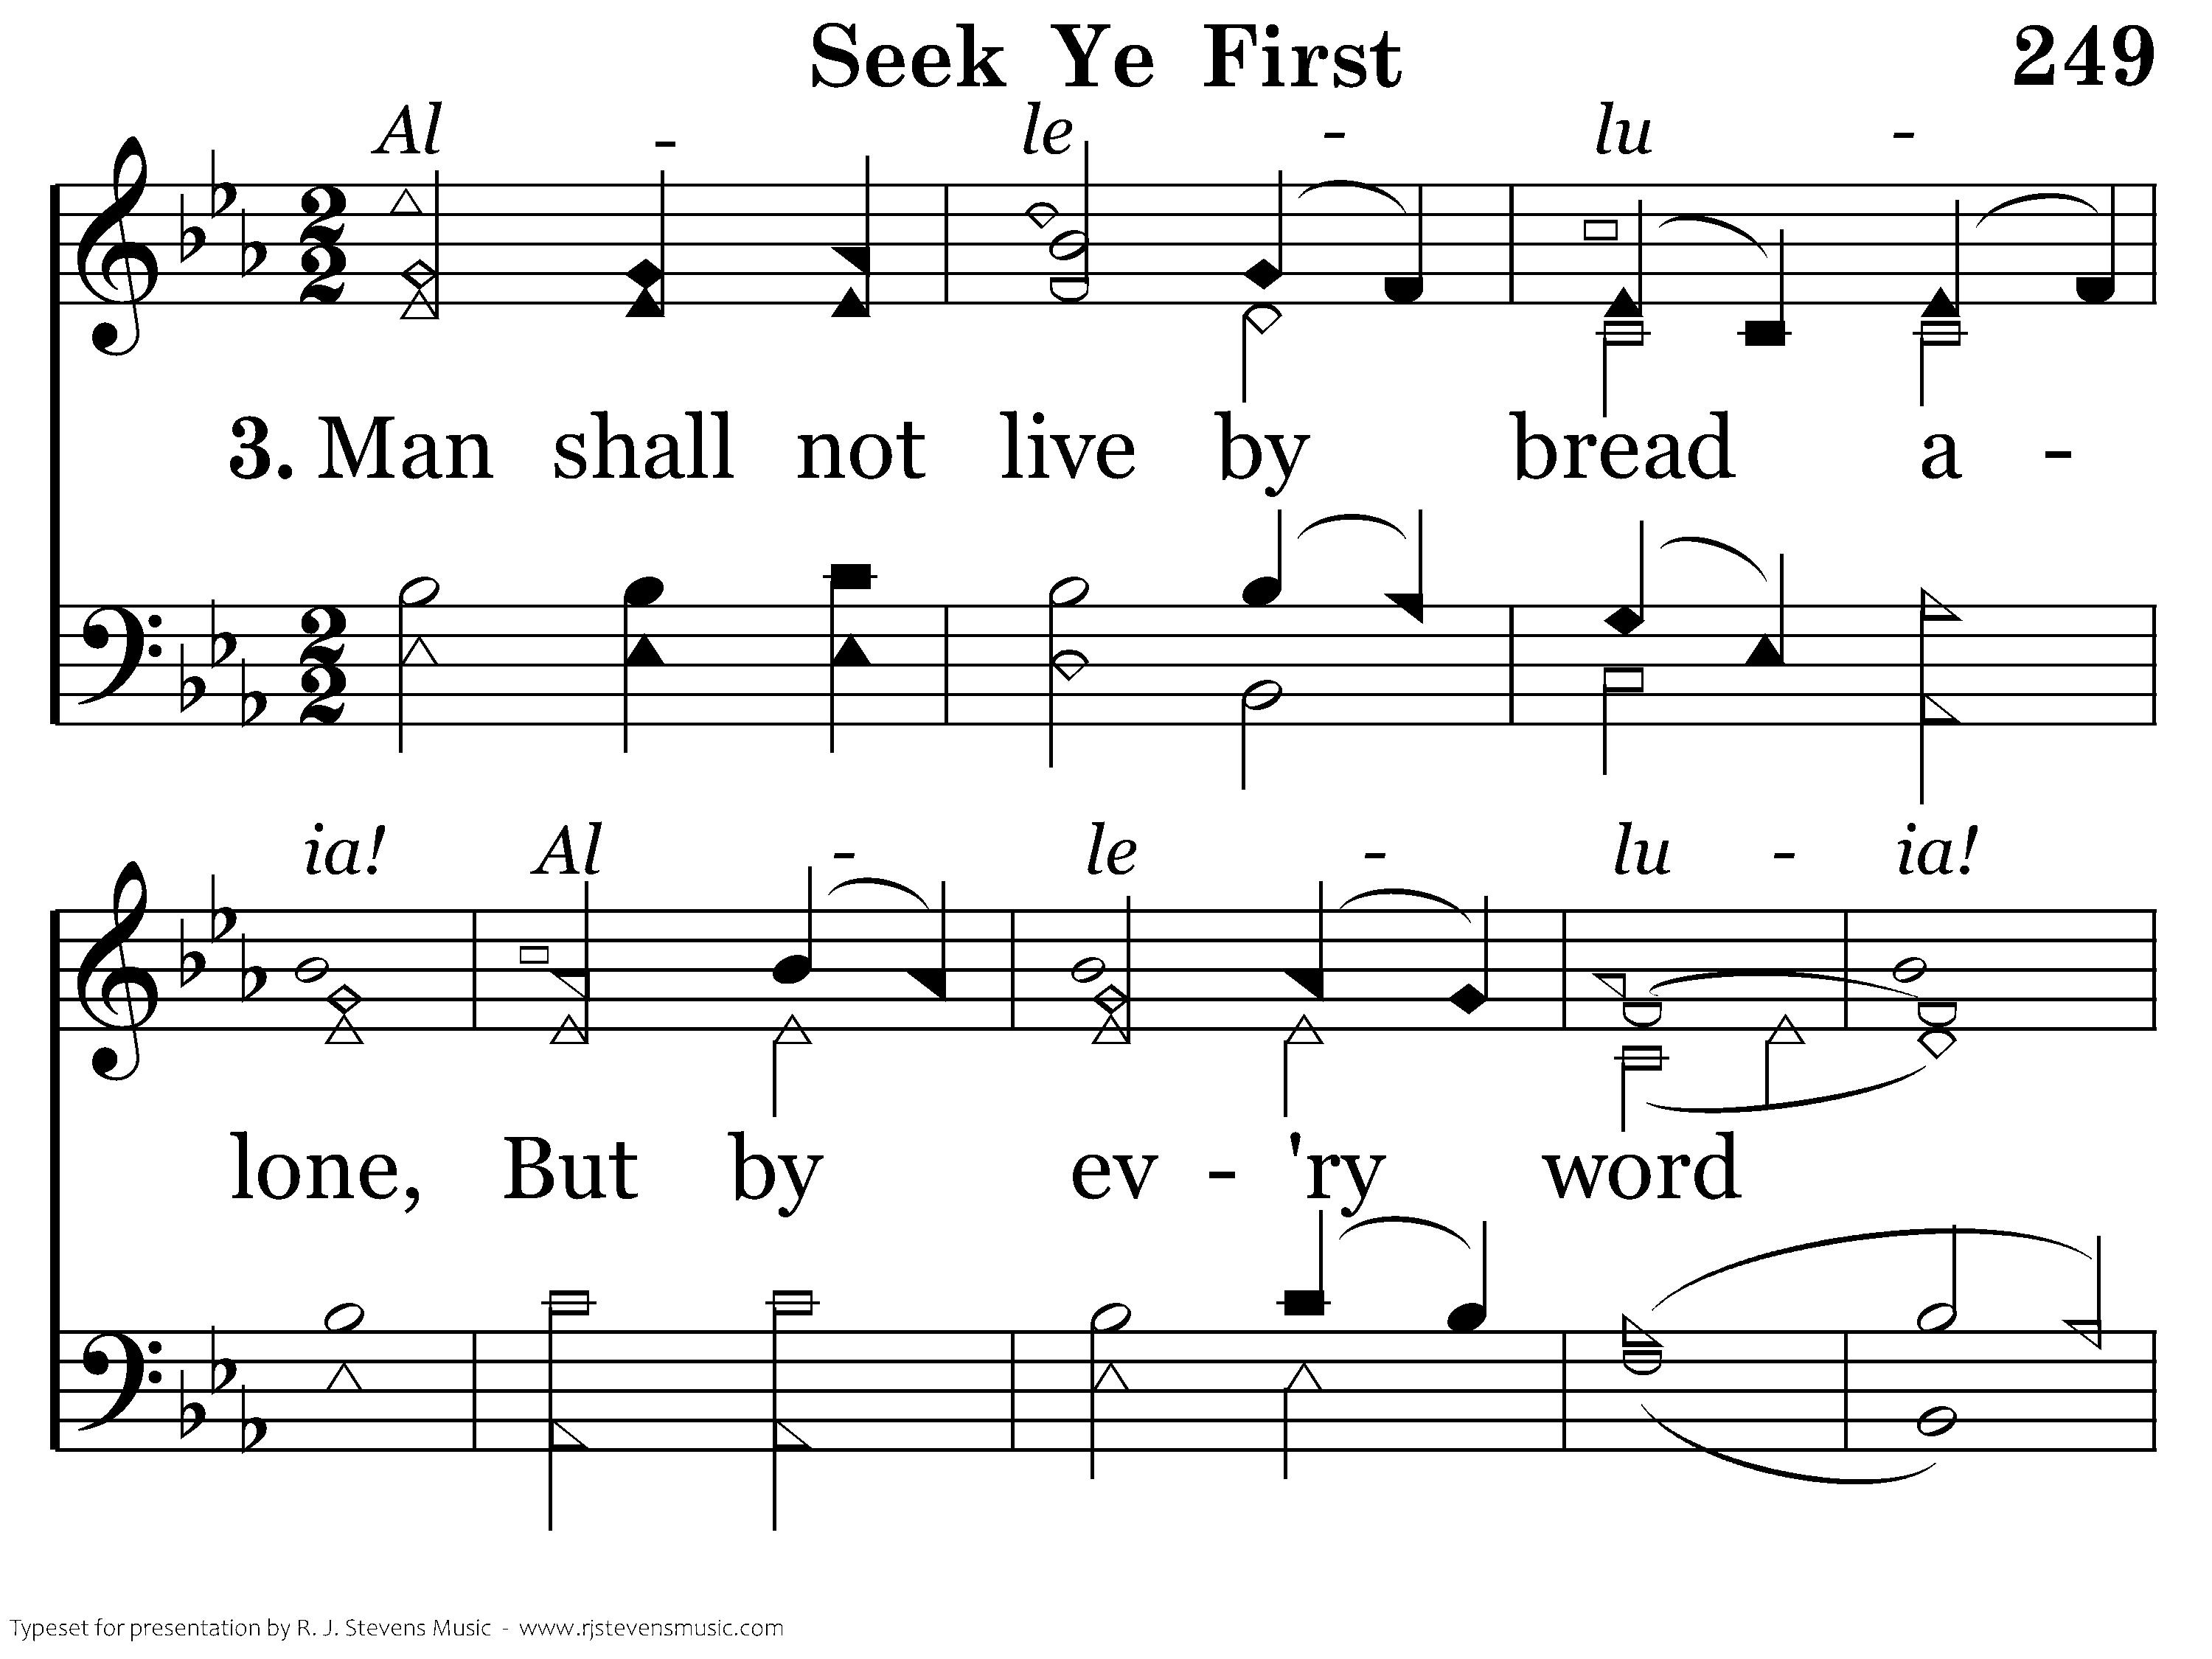 Seek Ye First 249
Al - le - lu -
3. Man shall not live by bread a -
ia! Al - le - lu - ia!
lone, But by ev - 'ry word
Typeset for presentation by R. J. Stevens Music - www.rjstevensmusic.com